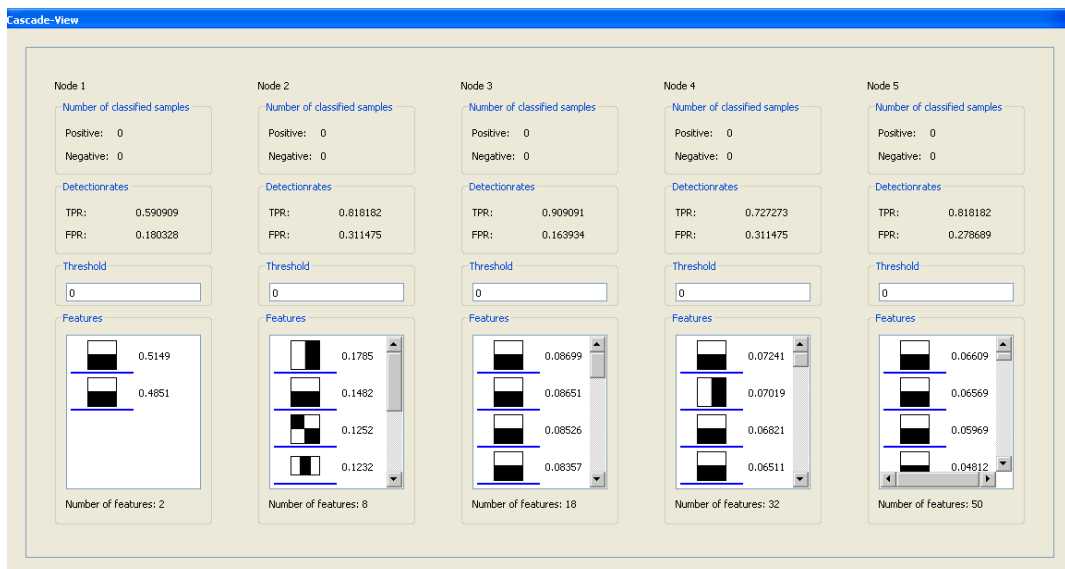 Cascade-View
Node 1
Number of classified samples
Positive: 0
Negative: 0
Detectionrates
TPR: 0.590909
FPR: 0.180328
Threshold
0
Features
0.5149
0.4851
Number of features: 2
Node 2
Number of classified samples
Positive: 0
Negative: 0
Detectionrates
TPR: 0.818182
FPR: 0.311475
Threshold
0
Features
0.1785
0.1482
0.1252
0.1232
Number of features: 8
Node 3
Number of classified samples
Positive: 0
Negative: 0
Detectionrates
TPR: 0.909091
FPR: 0.163934
Threshold
0
Features
0.08699
0.08651
0.08526
0.08357
Number of features: 18
Node 4
Number of classified samples
Positive: 0
Negative: 0
Detectionrates
TPR: 0.727273
FPR: 0.311475
Threshold
0
Features
0.07241
0.07019
0.06821
0.06511
Number of features: 32
Node 5
Number of classified samples
Positive: 0
Negative: 0
Detectionrates
TPR: 0.818182
FPR: 0.278689
Threshold
0
Features
0.06609
0.06569
0.05969
0.04812
Number of features: 50